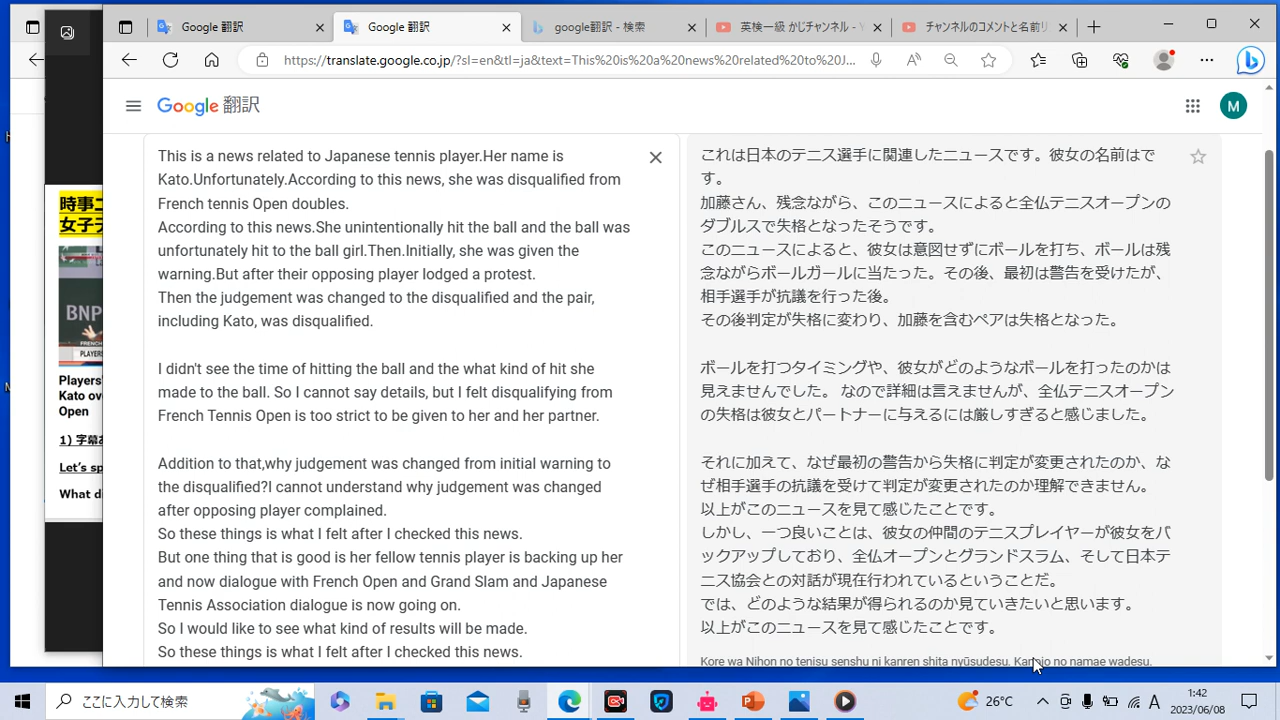 Google 翻訳
Google 翻訳
google翻訳 - 検索
英検一級 かじチャンネル - Y
チャンネルのコメントと名前リ
https://translate.google.co.jp/?sl=en&tl=ja&text=This%20is%20a%20news%20related%20to%20J...
Google 翻訳
M
This is a news related to Japanese tennis player.Her name is
Kato.Unfortunately.According to this news, she was disqualified from
French tennis Open doubles.
According to this news.She unintentionally hit the ball and the ball was
unfortunately hit to the ball girl.Then.Initially, she was given the
warning.But after their opposing player lodged a protest.
Then the judgement was changed to the disqualified and the pair,
including Kato, was disqualified.
I didn't see the time of hitting the ball and the what kind of hit she
made to the ball. So I cannot say details, but I felt disqualifying from
French Tennis Open is too strict to be given to her and her partner.
Addition to that,why judgement was changed from initial warning to
the disqualified?I cannot understand why judgement was changed
after opposing player complained.
So these things is what I felt after I checked this news.
But one thing that is good is her fellow tennis player is backing up her
and now dialogue with French Open and Grand Slam and Japanese
Tennis Association dialogue is now going on.
So I would like to see what kind of results will be made.
So these things is what I felt after I checked this news.
これは日本のテニス選手に関連したニュースです。彼女の名前はで
す。
加藤さん、残念ながら、このニュースによると全仏テニスオープンの
ダブルスで失格となったそうです。
このニュースによると、彼女は意図せずにボールを打ち、ボールは残
念ながらボールガールに当たった。その後、最初は警告を受けたが、
相手選手が抗議を行った後。
その後判定が失格に変わり、加藤を含むペアは失格となった。
ボールを打つタイミングや、彼女がどのようなボールを打ったのかは
見えませんでした。 なので詳細は言えませんが、全仏テニスオープン
の失格は彼女とパートナーに与えるには厳しすぎると感じました。
それに加えて、なぜ最初の警告から失格に判定が変更されたのか、な
ぜ相手選手の抗議を受けて判定が変更されたのか理解できません。
以上がこのニュースを見て感じたことです。
しかし、一つ良いことは、彼女の仲間のテニスプレイヤーが彼女をバ
ックアップしており、全仏オープンとグランドスラム、そして日本テ
ニス協会との対話が現在行われているということだ。
では、どのような結果が得られるのか見ていきたいと思います。
以上がこのニュースを見て感じたことです。
Kore wa Nihon no tenisu senshu ni kanren shita nyūsudesu. Kanojo no namae wadesu.
時事ニ
女子テ
BNP
FRENCH
PLAYERS
Players'
Kato ov
Open
1) 字幕あ
Let's sp
What d
ここに入力して検索
26°C
A
1:42
2023/06/08